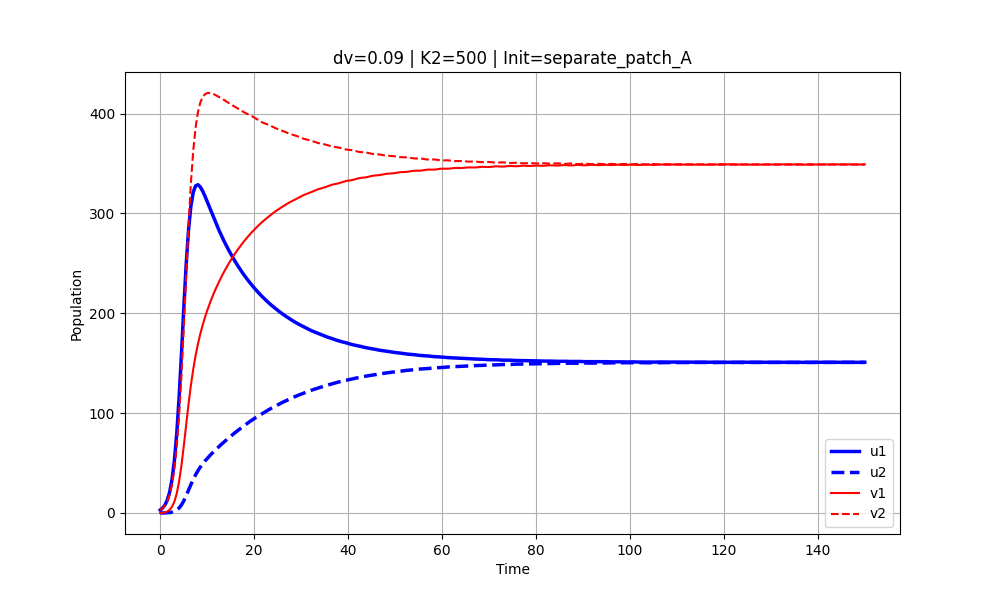 dv=0.09 | K2=500 | Init=separate_patch_A
Population
400
300
200
100
0
0 20 40 60 80 100 120 140
Time
u1
u2
v1
v2